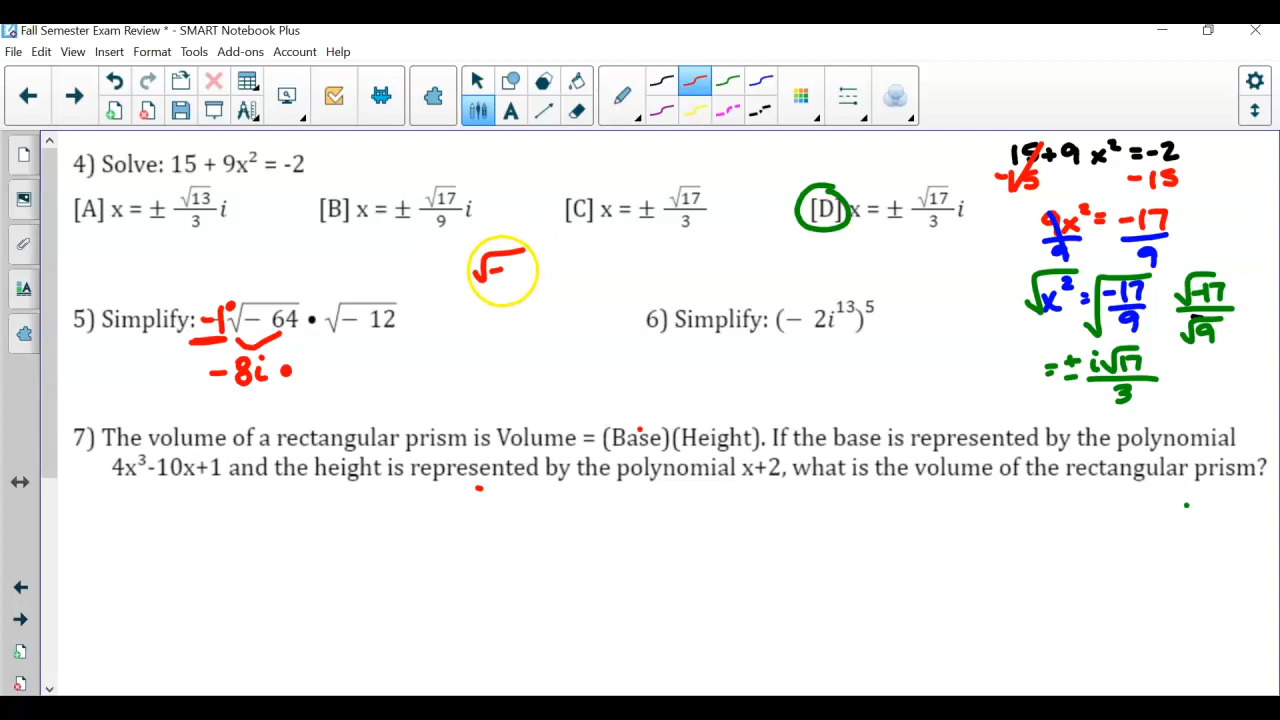 Fall Semester Exam Review * - SMART Notebook Plus
File Edit View Insert Format Tools Add-ons Account Help
4) Solve: 15 + 9x² = -2
[A] x = ± √13/3 i [B] x = ± √17/9 i [C] x = ± √17/3 [D] x = ± √17/3 i
15+9 x² = -2
-15 -15
9x² = -17
9 9
√x² = √-17/9 √-17/√9
= ± i√17/3
√-
5) Simplify: -1• √- 64 • √- 12 6) Simplify: (- 2i¹³)⁵
- 8i •
7) The volume of a rectangular prism is Volume = (Base)(Height). If the base is represented by the polynomial
4x³-10x+1 and the height is represented by the polynomial x+2, what is the volume of the rectangular prism?